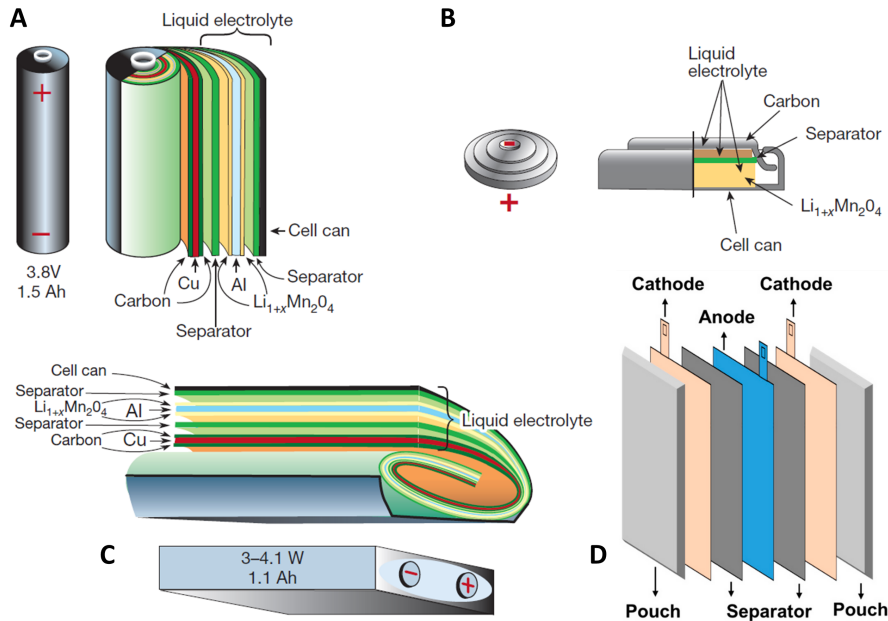 A
Liquid electrolyte
+
−
3.8V
1.5 Ah
Cell can
Cu
Al
Separator
Carbon
Li1+xMn2O4
Separator
B
Liquid
electrolyte
Carbon
Separator
Li1+xMn2O4
Cell can
−
+
Cell can
Separator
Li1+xMn2O4
Al
Separator
Carbon
Cu
Liquid electrolyte
C
3–4.1 W
1.1 Ah
−
+
Cathode
Cathode
Anode
D
Pouch
Separator
Pouch